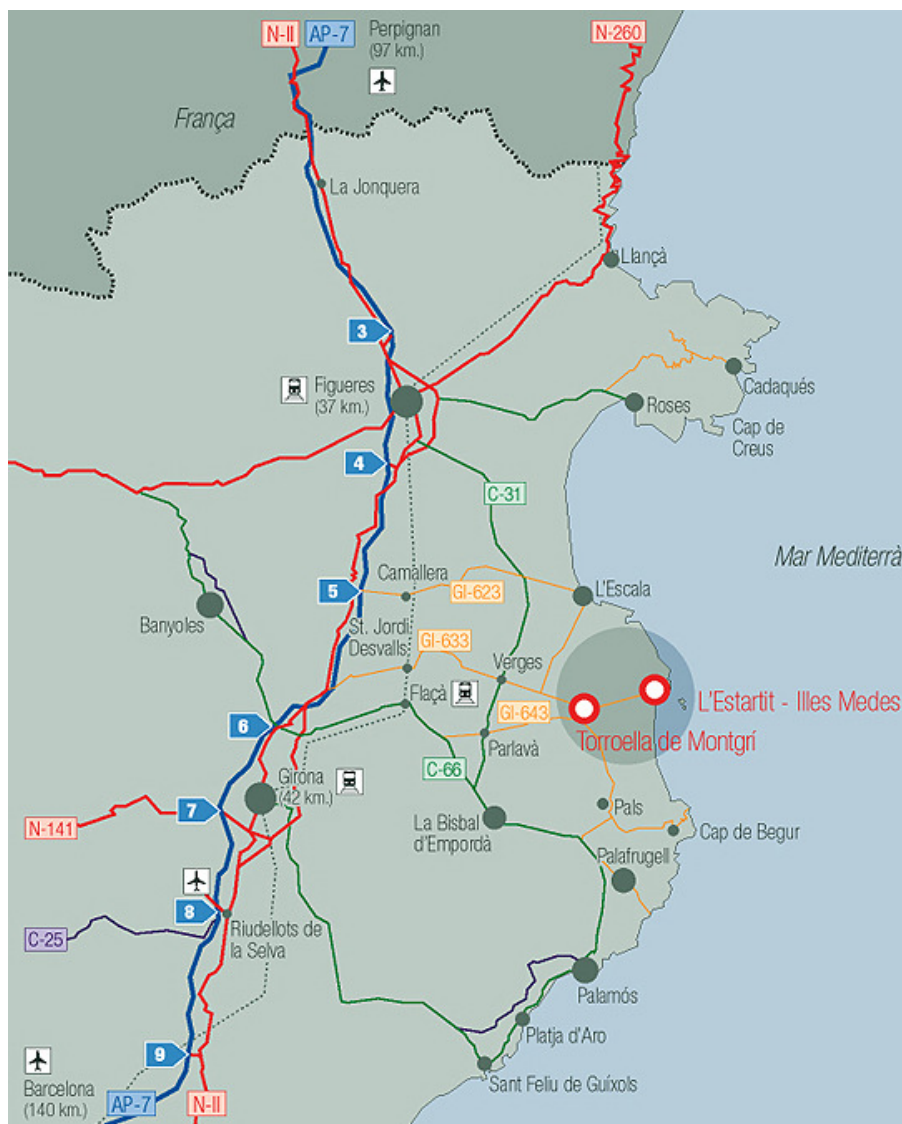 N-II
AP-7
Perpignan
(97 km.)
N-260
França
La Jonquera
Llançà
3
Figueres
(37 km.)
Cadaqués
Roses
Cap de
Creus
4
C-31
Mar Mediterrà
Camallera
5
GI-623
L'Escala
Banyoles
St. Jordi
Desvalls
GI-633
Verges
Flaçà
L'Estartit - Illes Medes
GI-643
6
Parlavà
Torroella de Montgrí
C-66
Girona
(42 km.)
7
Pals
N-141
La Bisbal
d'Empordà
Cap de Begur
Palafrugell
8
Riudellots de
la Selva
C-25
Palamós
Platja d'Aro
9
Sant Feliu de Guíxols
Barcelona
(140 km.)
AP-7
N-II